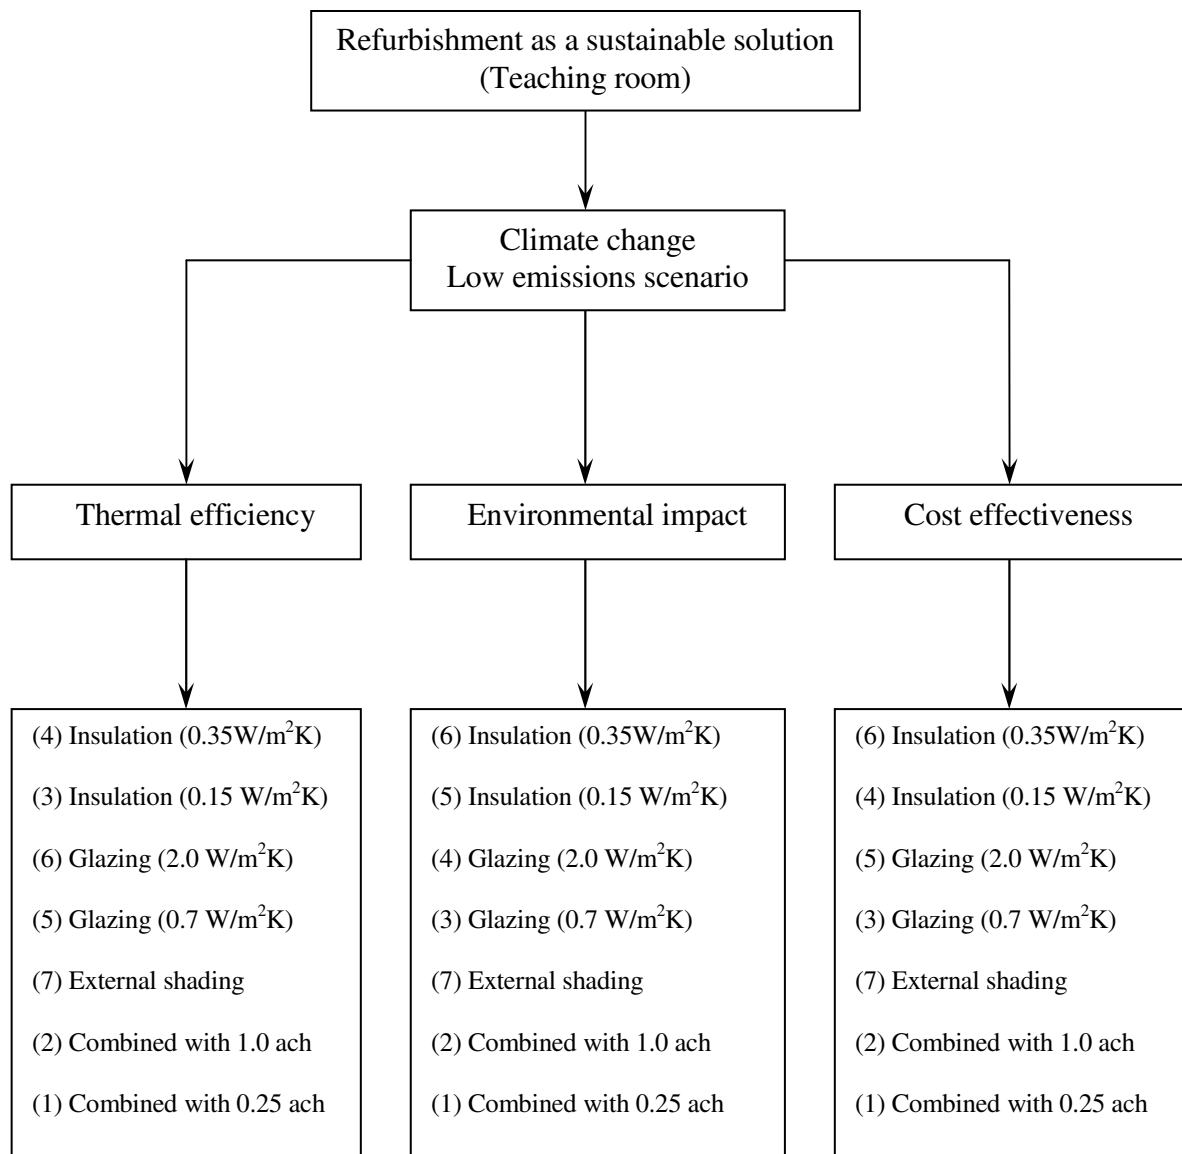 Refurbishment as a sustainable solution
(Teaching room)
Climate change
Low emissions scenario
Thermal efficiency
Environmental impact
Cost effectiveness
(4) Insulation (0.35W/m²K)
(3) Insulation (0.15 W/m²K)
(6) Glazing (2.0 W/m²K)
(5) Glazing (0.7 W/m²K)
(7) External shading
(2) Combined with 1.0 ach
(1) Combined with 0.25 ach
(6) Insulation (0.35W/m²K)
(5) Insulation (0.15 W/m²K)
(4) Glazing (2.0 W/m²K)
(3) Glazing (0.7 W/m²K)
(7) External shading
(2) Combined with 1.0 ach
(1) Combined with 0.25 ach
(6) Insulation (0.35W/m²K)
(4) Insulation (0.15 W/m²K)
(5) Glazing (2.0 W/m²K)
(3) Glazing (0.7 W/m²K)
(7) External shading
(2) Combined with 1.0 ach
(1) Combined with 0.25 ach